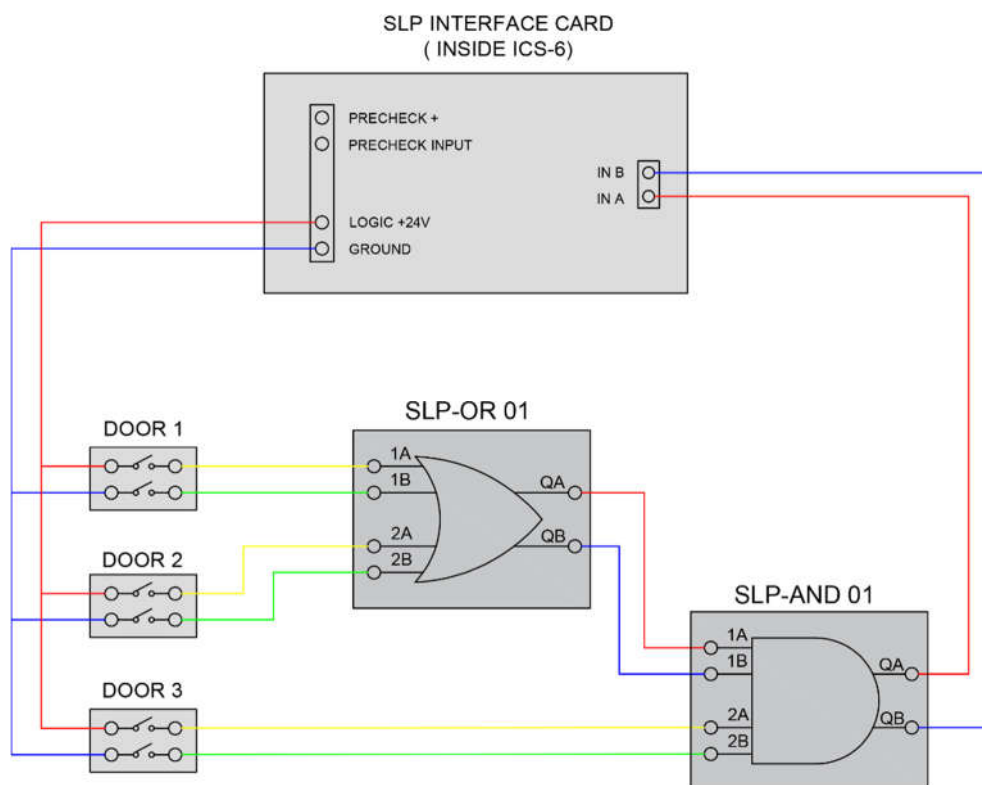 SLP INTERFACE CARD
( INSIDE ICS-6)
PRECHECK +
PRECHECK INPUT
IN B
IN A
LOGIC +24V
GROUND
SLP-OR 01
DOOR 1
1A
1B
QA
2A
QB
2B
DOOR 2
SLP-AND 01
1A
1B
QA
DOOR 3
2A
QB
2B